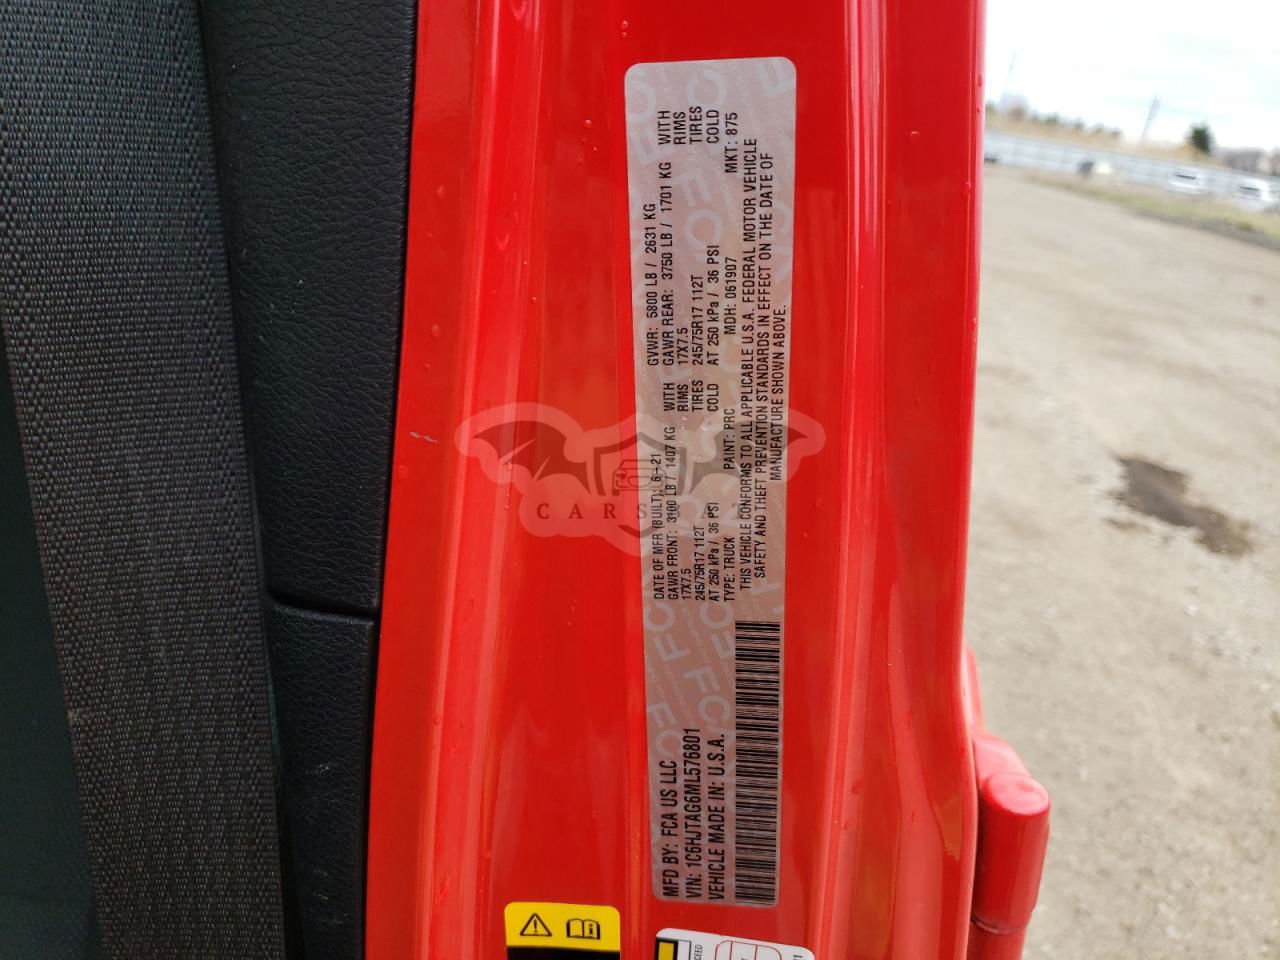 MFD BY: FCA US LLC
VIN: 1C6HJTAG6ML576801
VEHICLE MADE IN: U.S.A.
DATE OF MFR (BUILT): 6-21 GVWR: 5800 LB / 2631 KG
GAWR FRONT: 3100 LB / 1407 KG WITH GAWR REAR: 3750 LB / 1701 KG WITH
17X7.5 RIMS 17X7.5 RIMS
245/75R17 112T TIRES 245/75R17 112T TIRES
AT 250 kPa / 36 PSI COLD AT 250 kPa / 36 PSI COLD
TYPE: TRUCK PAINT: PRC MDH: 061907 MKT: 875
THIS VEHICLE CONFORMS TO ALL APPLICABLE U.S.A. FEDERAL MOTOR VEHICLE
SAFETY AND THEFT PREVENTION STANDARDS IN EFFECT ON THE DATE OF
MANUFACTURE SHOWN ABOVE.